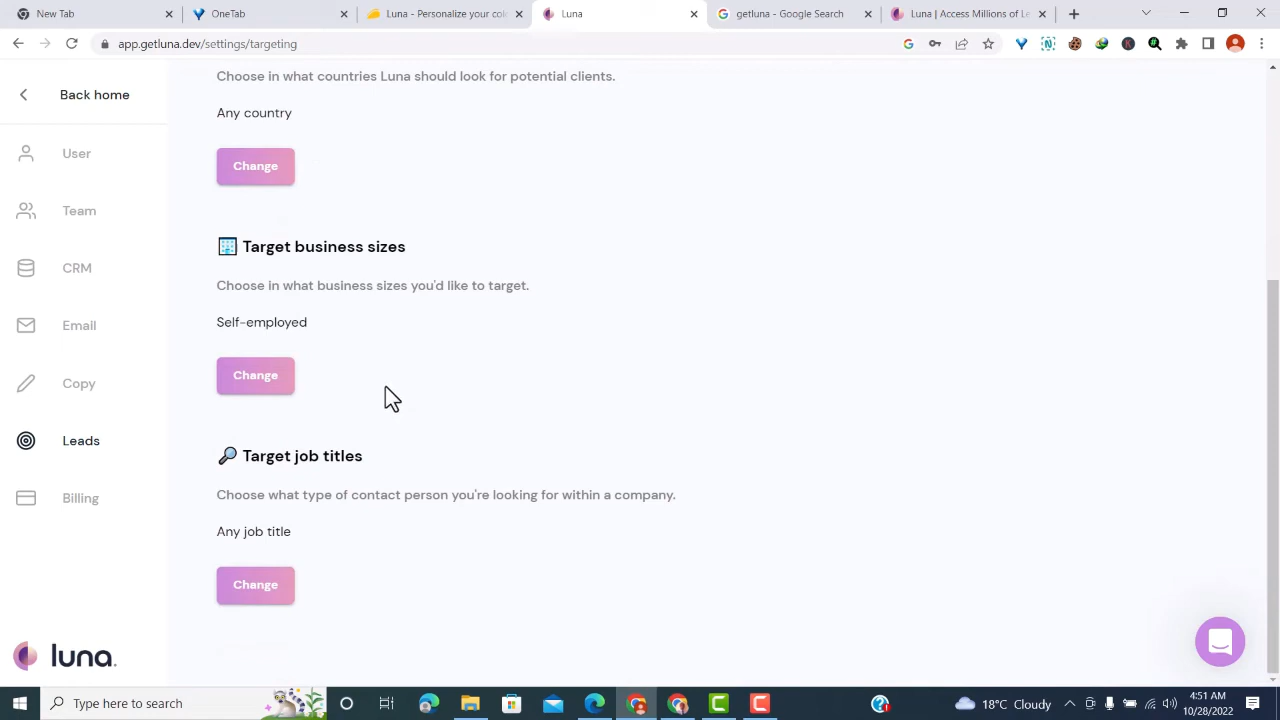 New Tab
OneTab
Luna - Personalize your col
Luna
getluna - Google Search
Luna | Access Millions of Le
app.getluna.dev/settings/targeting
Back home
User
Team
CRM
Email
Copy
Leads
Billing
luna.
Choose in what countries Luna should look for potential clients.
Any country
Change
Target business sizes
Choose in what business sizes you'd like to target.
Self-employed
Change
Target job titles
Choose what type of contact person you're looking for within a company.
Any job title
Change
Type here to search
18°C Cloudy
4:51 AM
10/28/2022